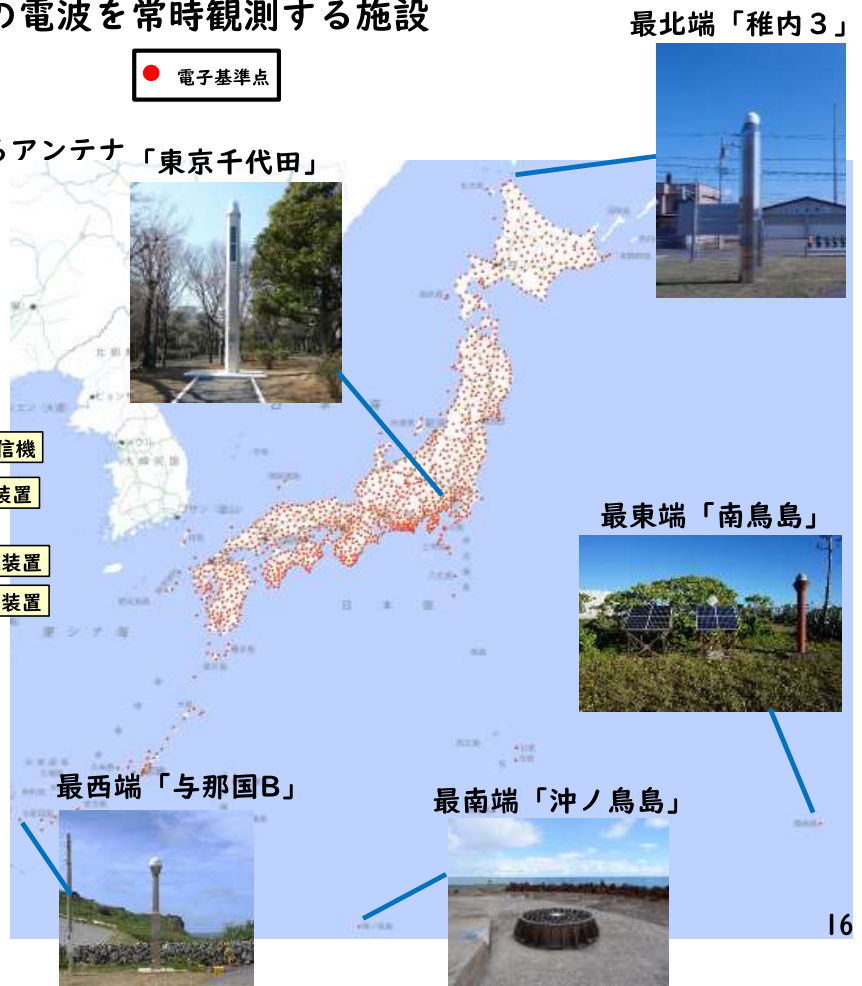 の電波を常時観測する施設
最北端「稚内3」
電子基準点
るアンテナ
「東京千代田」
信機
装置
最東端「南鳥島」
装置
装置
日本国
最西端「与那国B」
最南端「沖ノ鳥島」
16